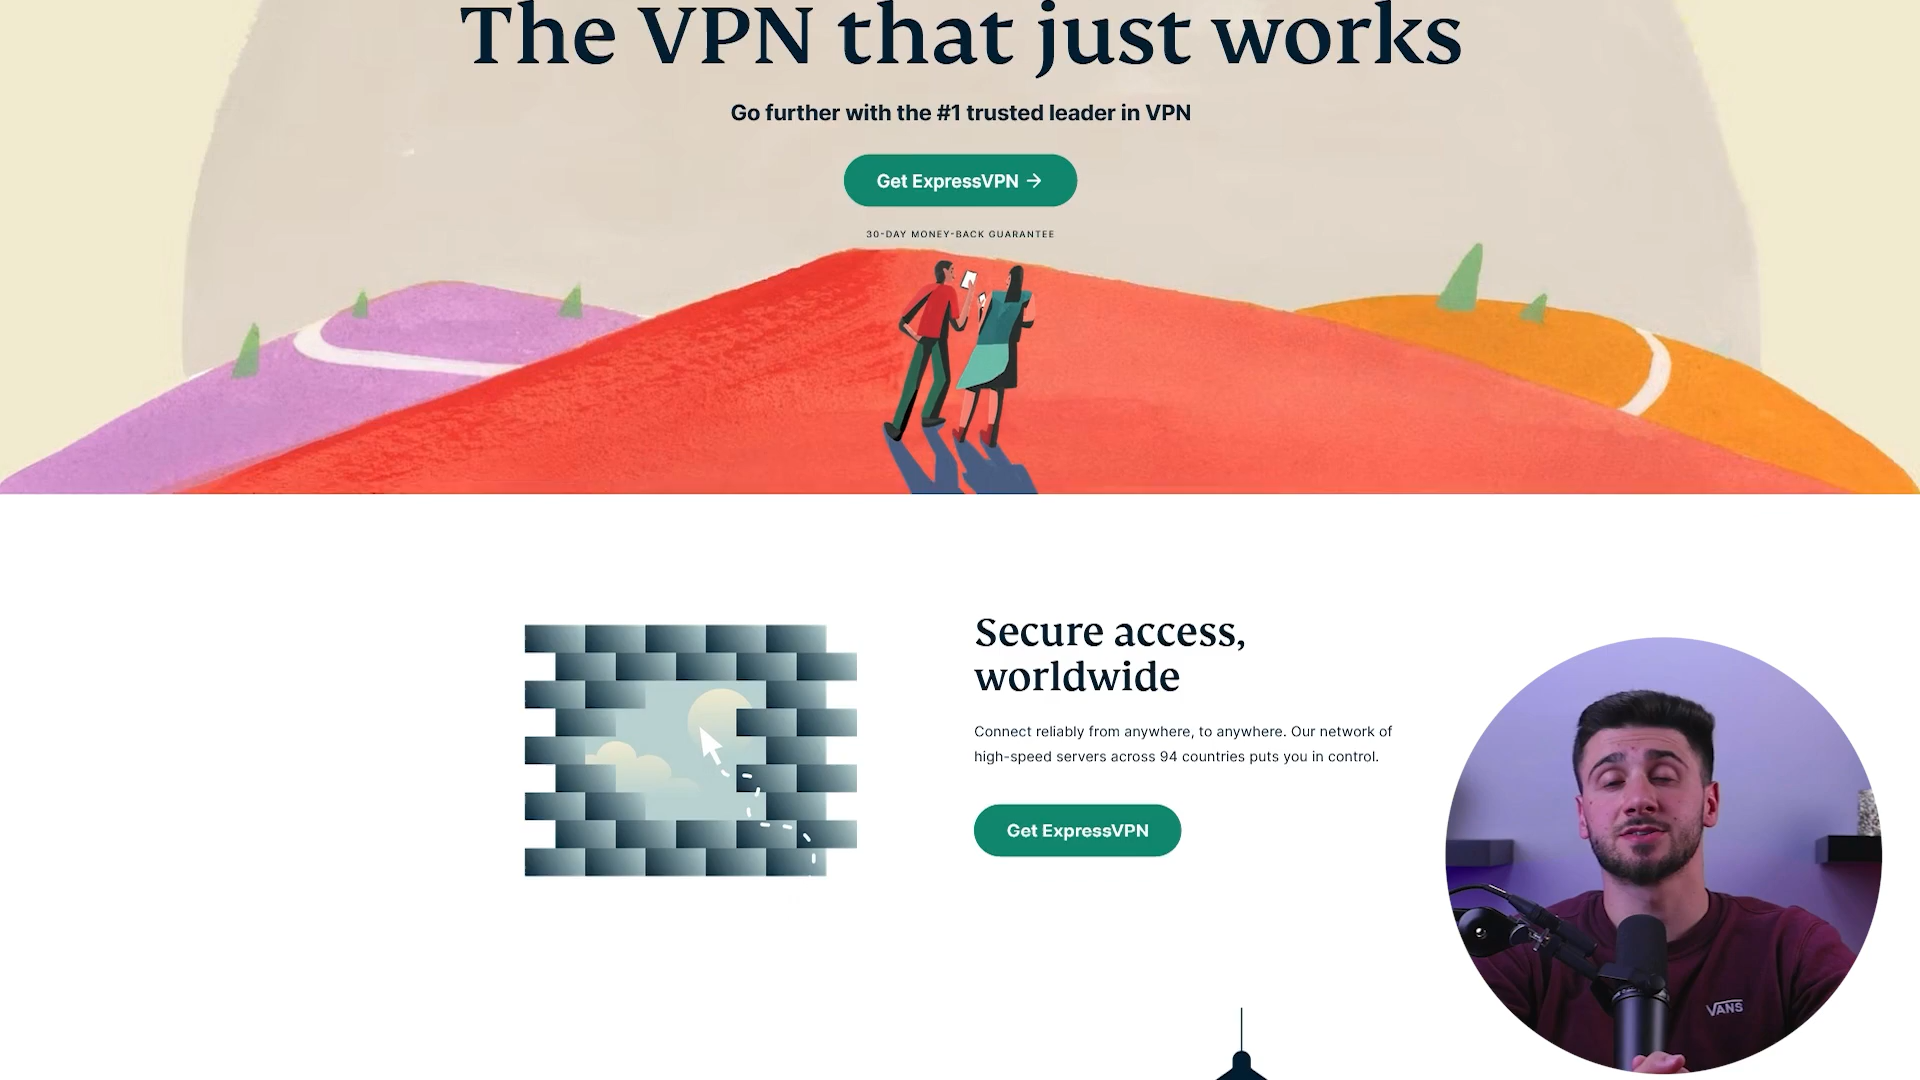 The VPN that just works
Go further with the #1 trusted leader in VPN
Get ExpressVPN →
30-DAY MONEY-BACK GUARANTEE
Secure access,
worldwide
Connect reliably from anywhere, to anywhere. Our network of
high-speed servers across 94 countries puts you in control.
Get ExpressVPN
VANS